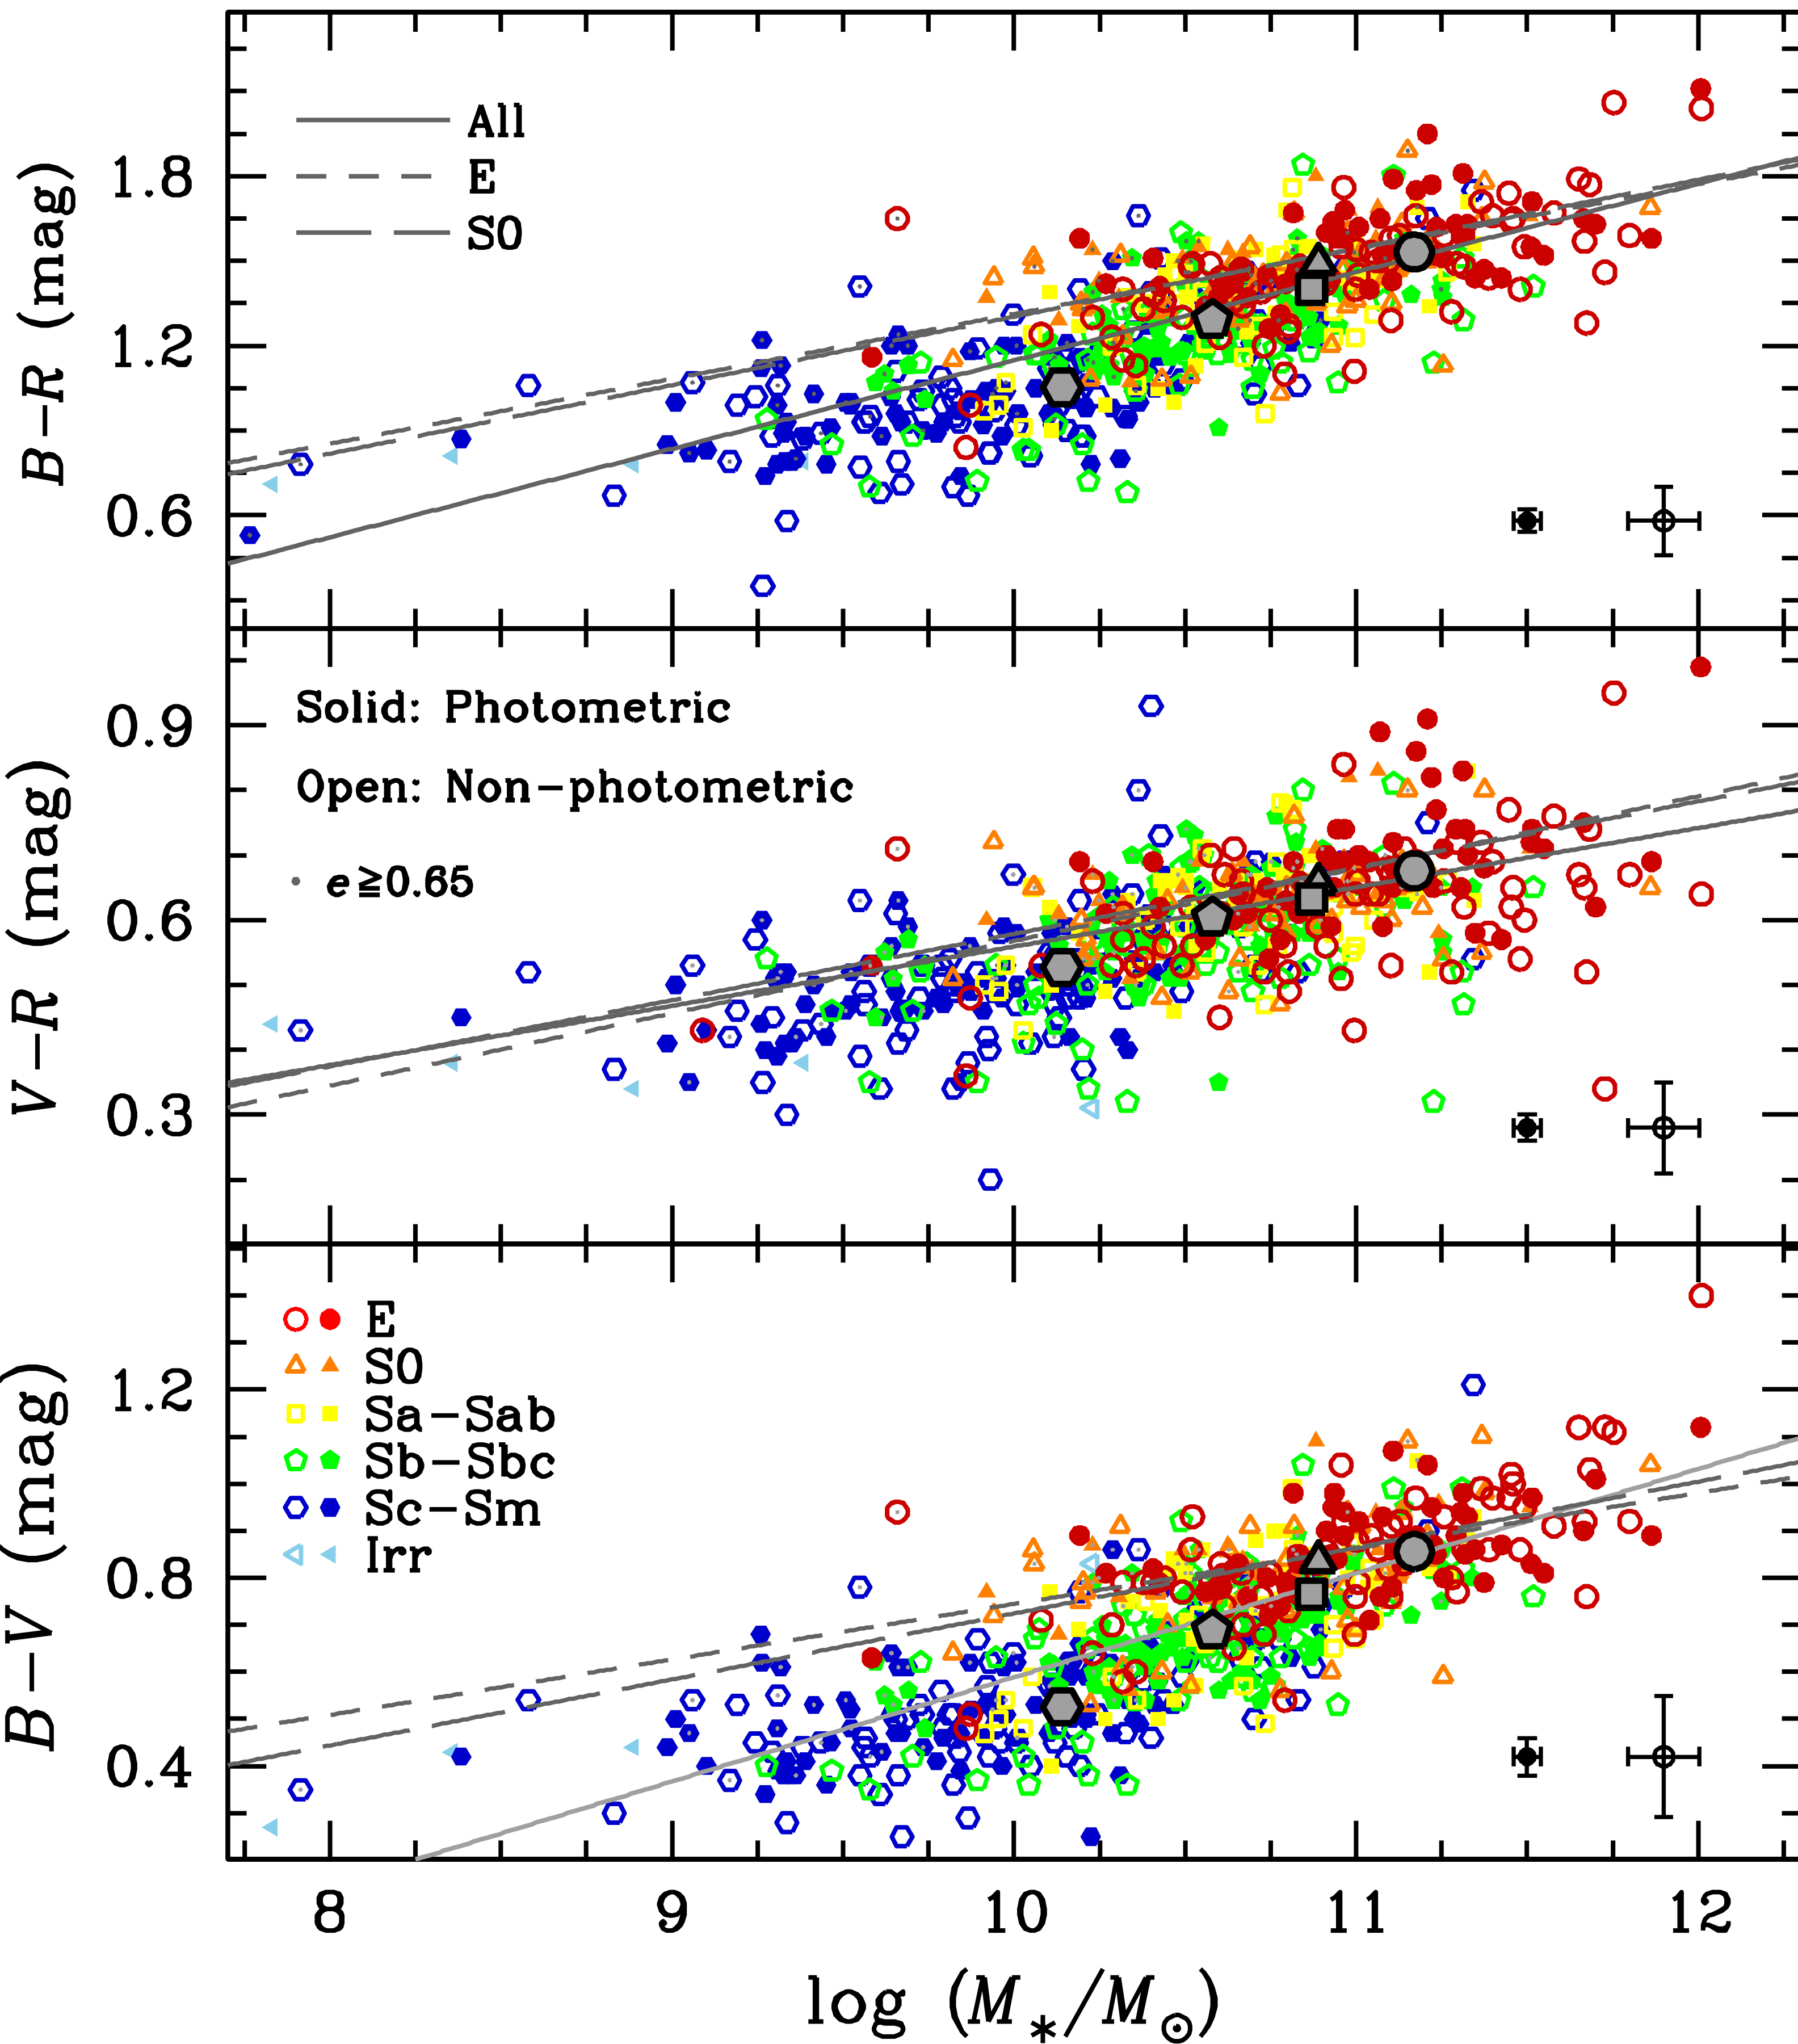 All
E
S0
1.8
1.2
0.6
B-R (mag)
Solid: Photometric
Open: Non-photometric
e≧0.65
0.9
0.6
0.3
V-R (mag)
E
S0
Sa-Sab
Sb-Sbc
Sc-Sm
Irr
1.2
0.8
0.4
B-V (mag)
8 9 10 11 12
log (M*/M⊙)